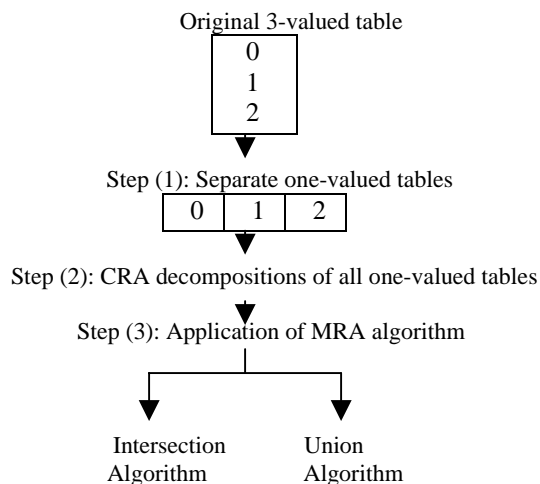 Original 3-valued table
0
1
2
Step (1): Separate one-valued tables
0 1 2
Step (2): CRA decompositions of all one-valued tables
Step (3): Application of MRA algorithm
Intersection Algorithm
Union Algorithm